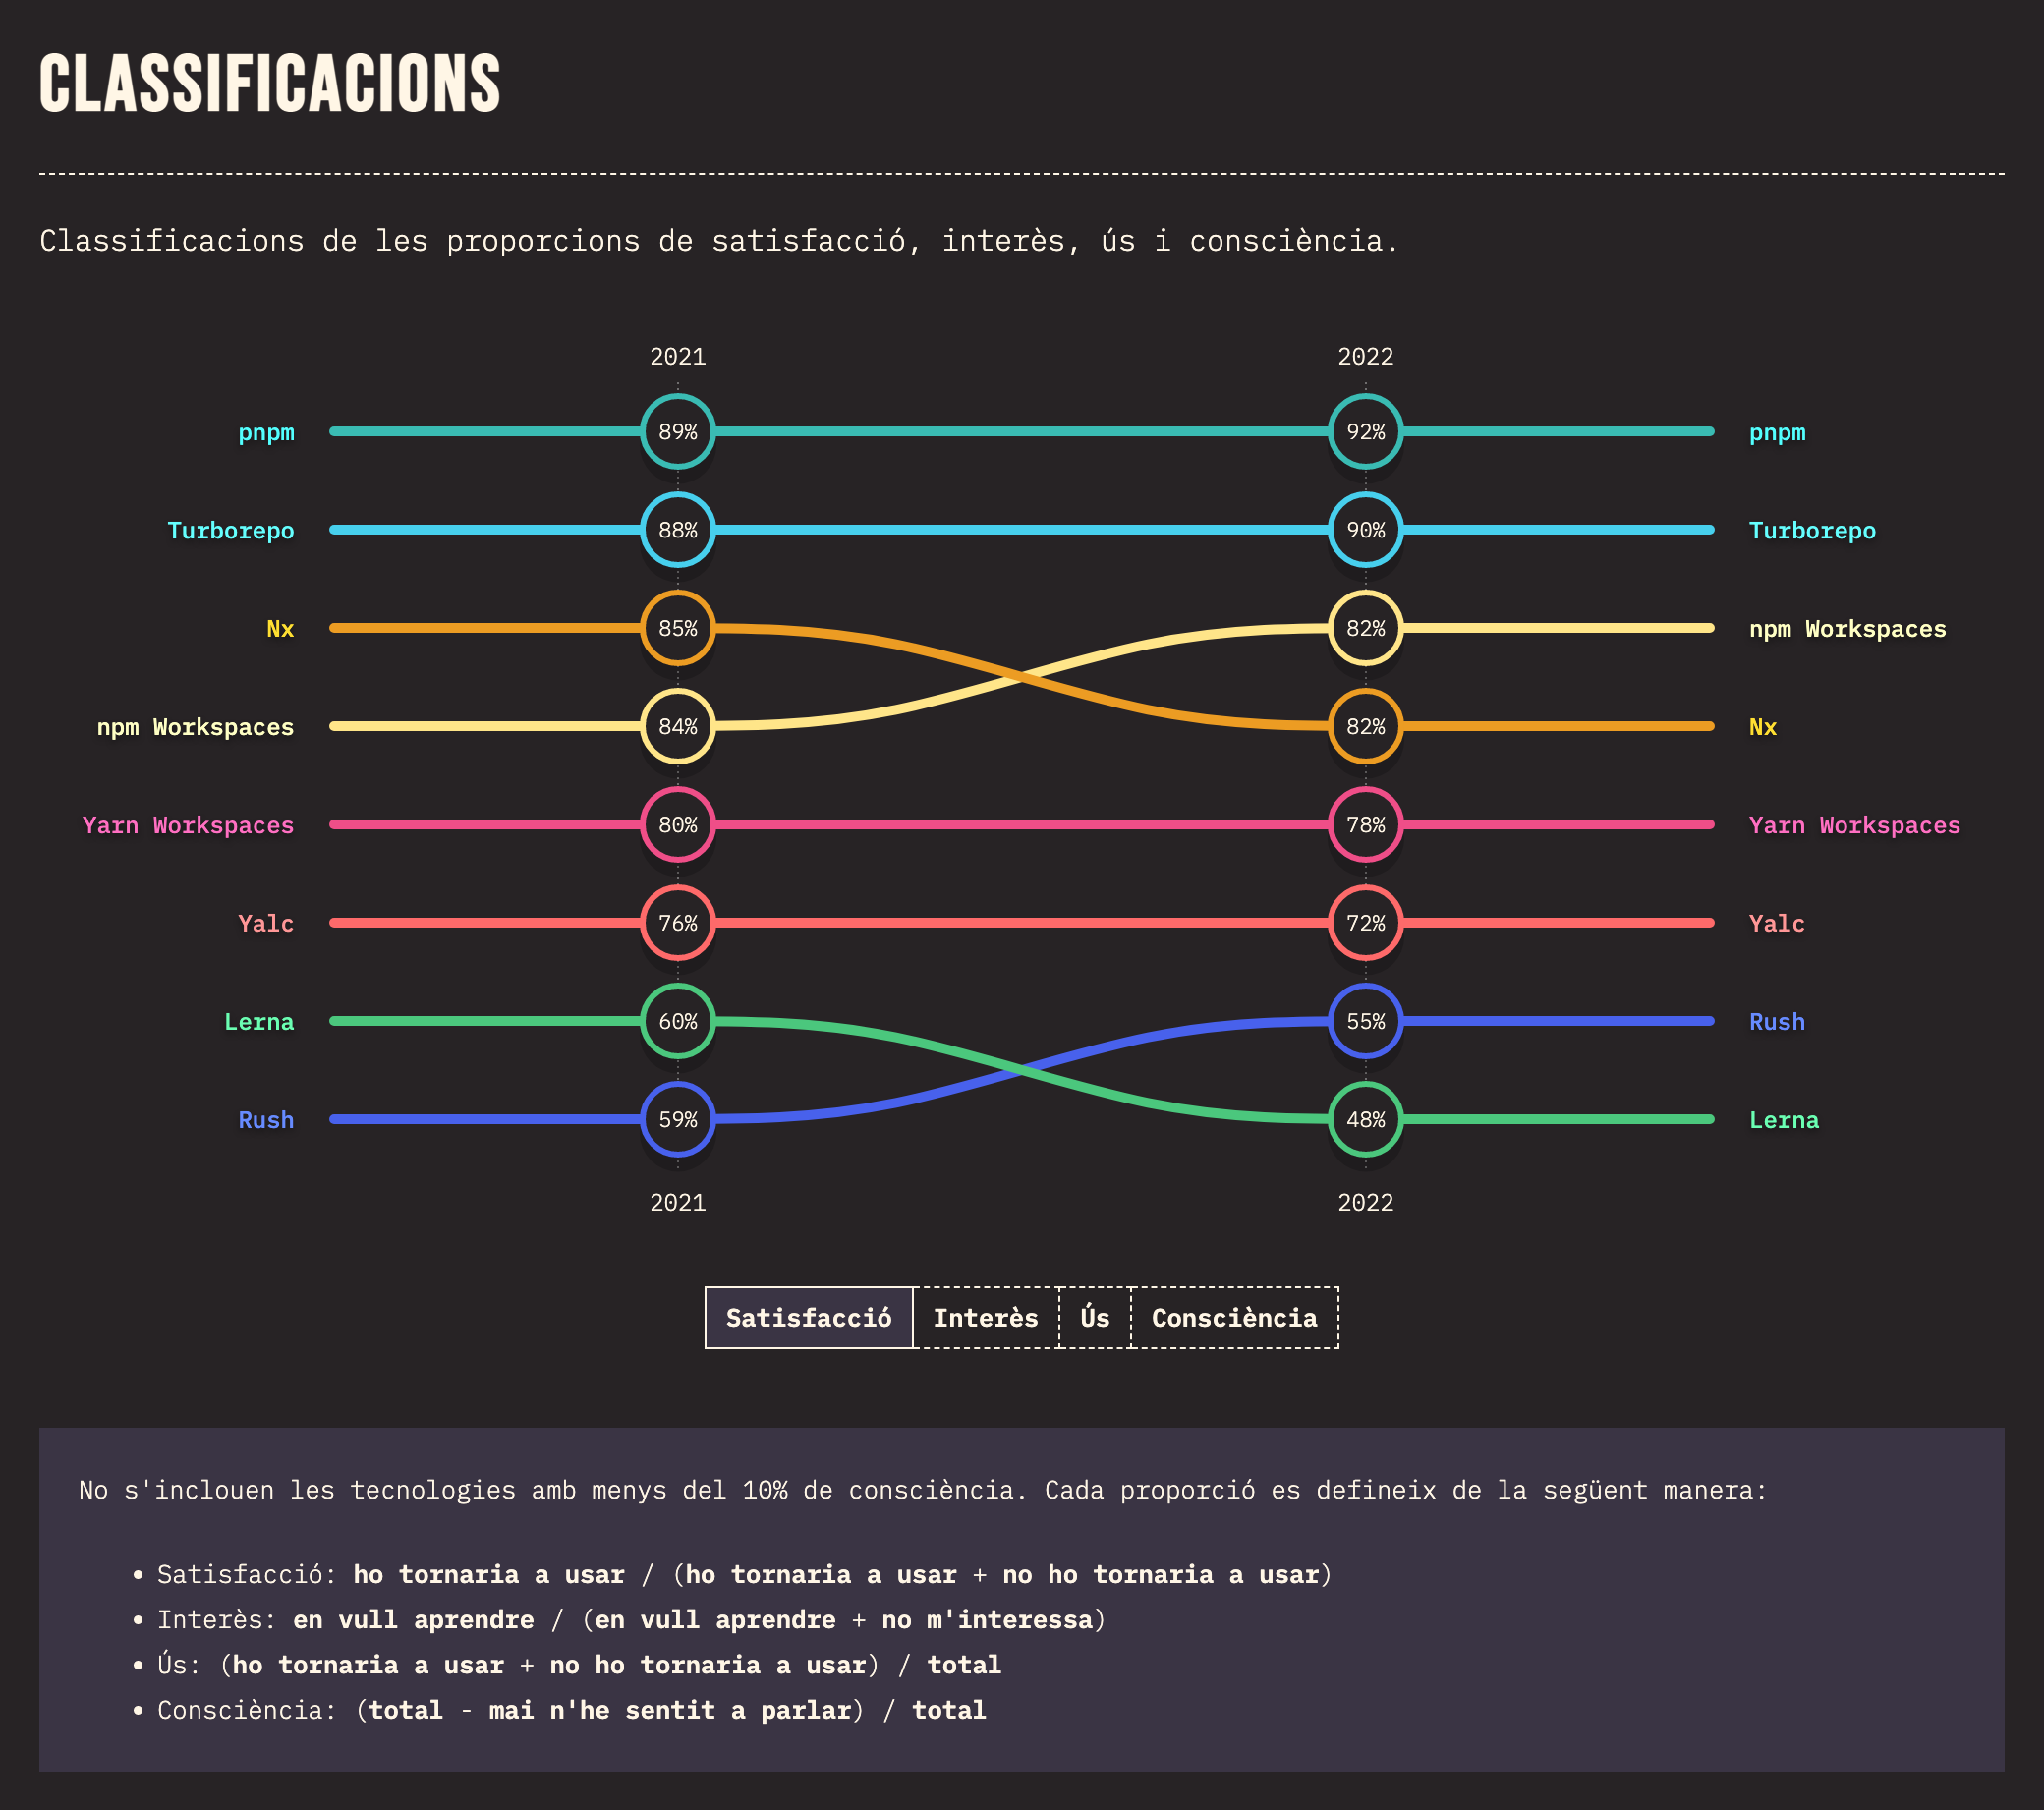 CLASSIFICACIONS
Classificacions de les proporcions de satisfacció, interès, ús i consciència.
2021 2022
pnpm 89% 92% pnpm
Turborepo 88% 90% Turborepo
Nx 85% 82% npm Workspaces
npm Workspaces 84% 82% Nx
Yarn Workspaces 80% 78% Yarn Workspaces
Yalc 76% 72% Yalc
Lerna 60% 55% Rush
Rush 59% 48% Lerna
2021 2022
Satisfacció Interès Ús Consciència
No s'inclouen les tecnologies amb menys del 10% de consciència. Cada proporció es defineix de la següent manera:
• Satisfacció: ho tornaria a usar / (ho tornaria a usar + no ho tornaria a usar)
• Interès: en vull aprendre / (en vull aprendre + no m'interessa)
• Ús: (ho tornaria a usar + no ho tornaria a usar) / total
• Consciència: (total - mai n'he sentit a parlar) / total